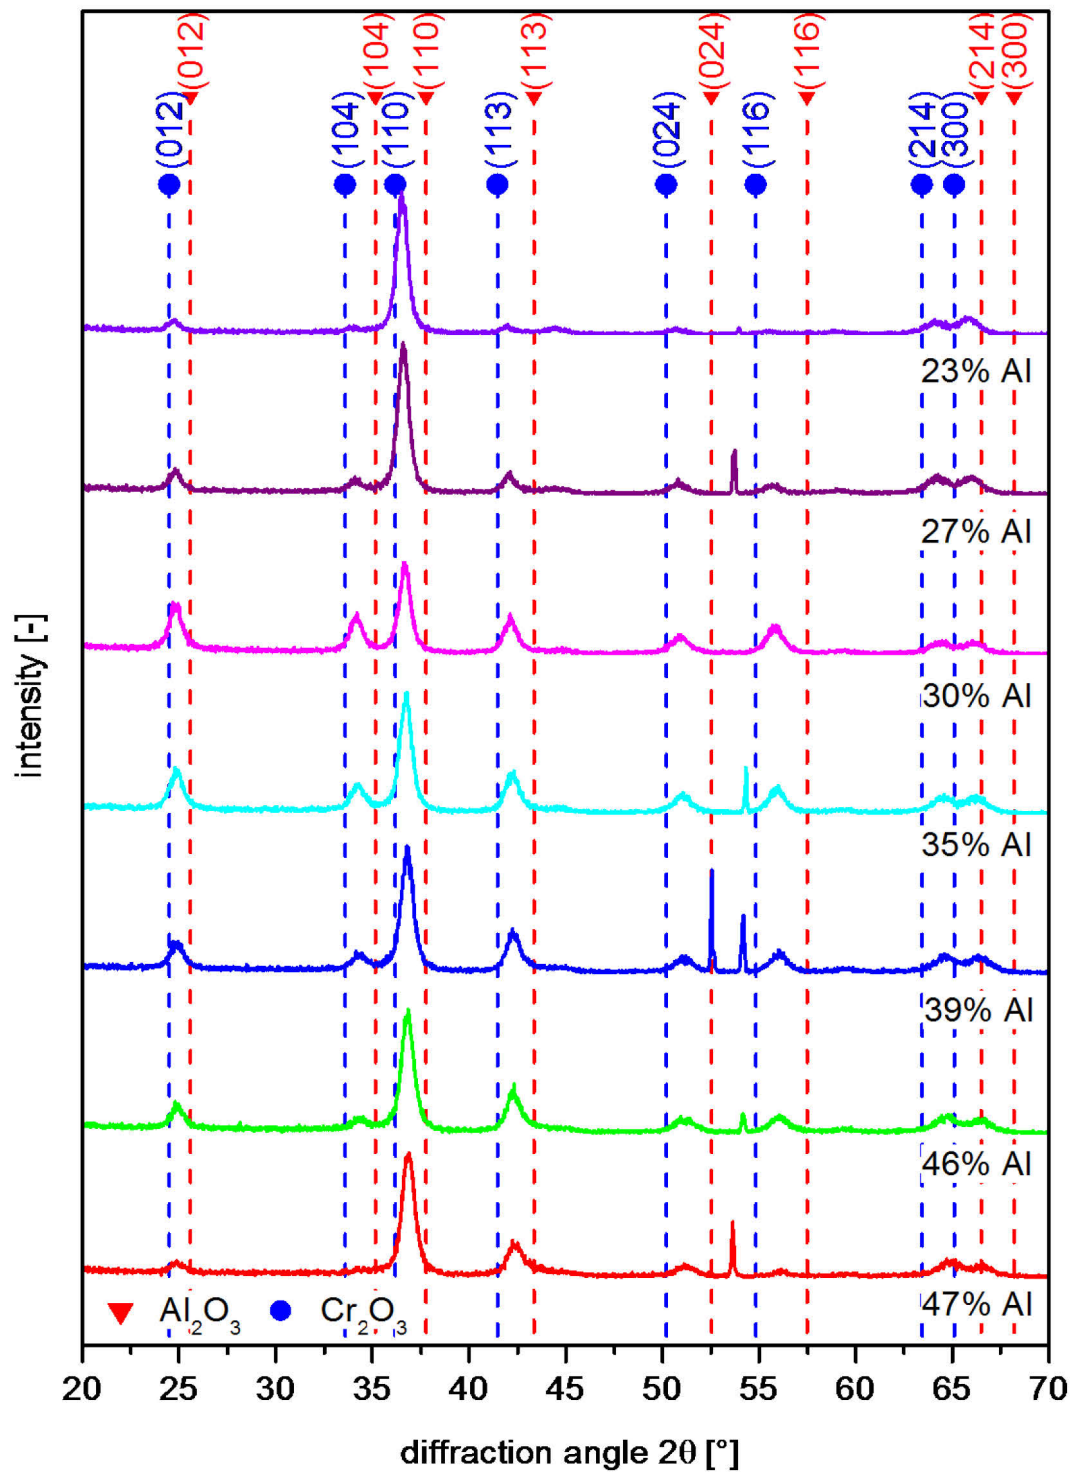 (012) (104) (110) (113) (024) (116) (214) (300)
(012) (104) (110) (113) (024) (116) (214) (300)
23% Al
27% Al
30% Al
35% Al
39% Al
46% Al
47% Al
intensity [-]
Al₂O₃ Cr₂O₃
20 25 30 35 40 45 50 55 60 65 70
diffraction angle 2θ [°]